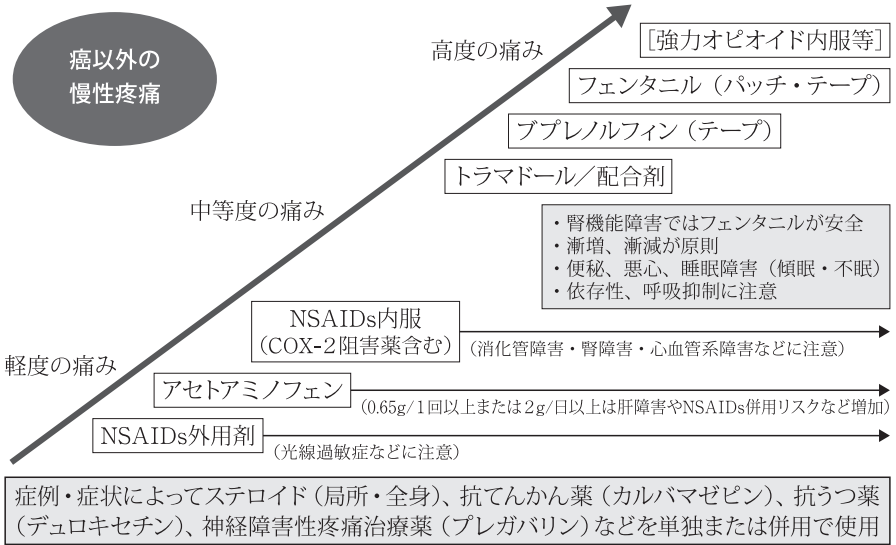 癌以外の
慢性疼痛
高度の痛み
[強力オピオイド内服等]
フェンタニル（パッチ・テープ）
ブプレノルフィン（テープ）
トラマドール／配合剤
中等度の痛み
・腎機能障害ではフェンタニルが安全
・漸増、漸減が原則
・便秘、悪心、睡眠障害（傾眠・不眠）
・依存性、呼吸抑制に注意
NSAIDs内服
（COX-2阻害薬含む）
（消化管障害・腎障害・心血管系障害などに注意）
軽度の痛み
アセトアミノフェン
（0.65g/1回以上または2g/日以上は肝障害やNSAIDs併用リスクなど増加）
NSAIDs外用剤
（光線過敏症などに注意）
症例・症状によってステロイド（局所・全身）、抗てんかん薬（カルバマゼピン）、抗うつ薬
（デュロキセチン）、神経障害性疼痛治療薬（プレガバリン）などを単独または併用で使用